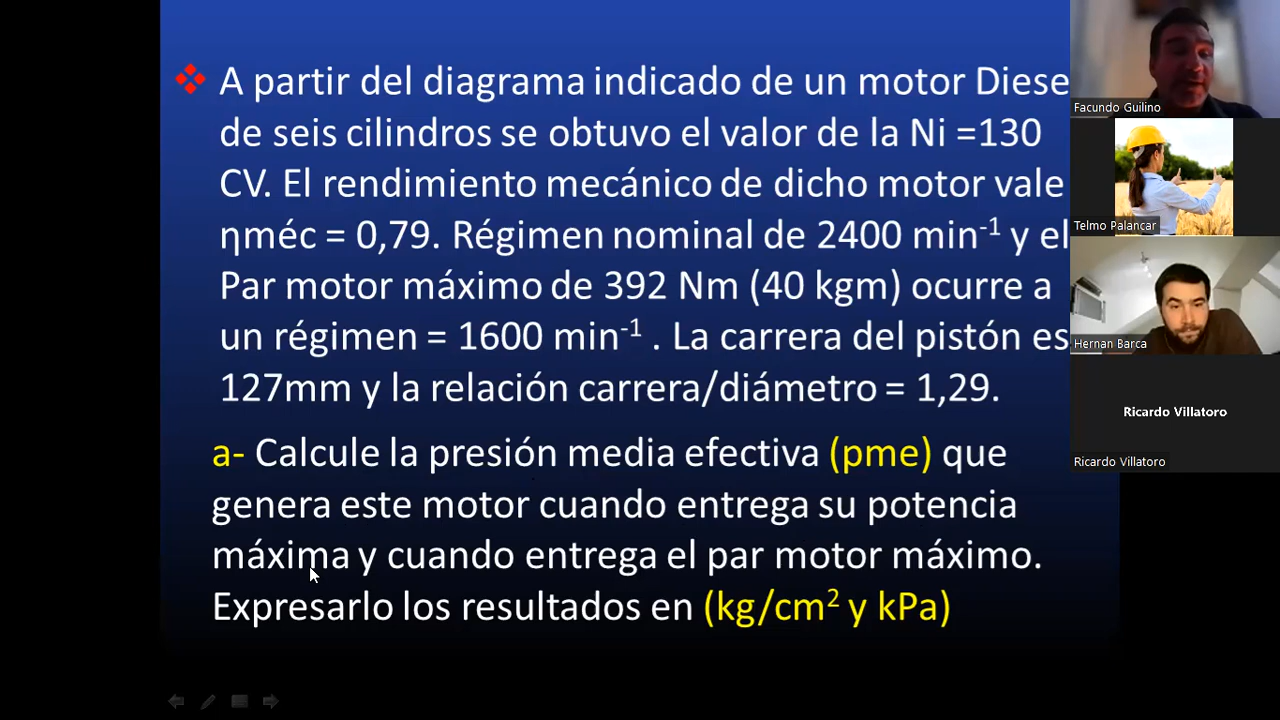 A partir del diagrama indicado de un motor Diese
de seis cilindros se obtuvo el valor de la Ni =130
CV. El rendimiento mecánico de dicho motor vale
ηméc = 0,79. Régimen nominal de 2400 min⁻¹ y el
Par motor máximo de 392 Nm (40 kgm) ocurre a
un régimen = 1600 min⁻¹ . La carrera del pistón es
127mm y la relación carrera/diámetro = 1,29.
a- Calcule la presión media efectiva (pme) que
genera este motor cuando entrega su potencia
máxima y cuando entrega el par motor máximo.
Expresarlo los resultados en (kg/cm² y kPa)
Facundo Guilino
Telmo Palancar
Hernan Barca
Ricardo Villatoro
Ricardo Villatoro